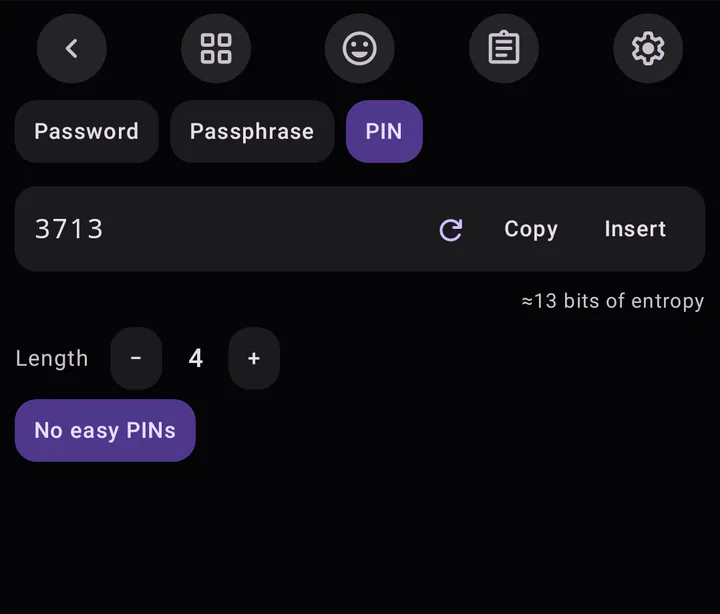 Password Passphrase PIN
3713 Copy Insert
≈13 bits of entropy
Length - 4 +
No easy PINs